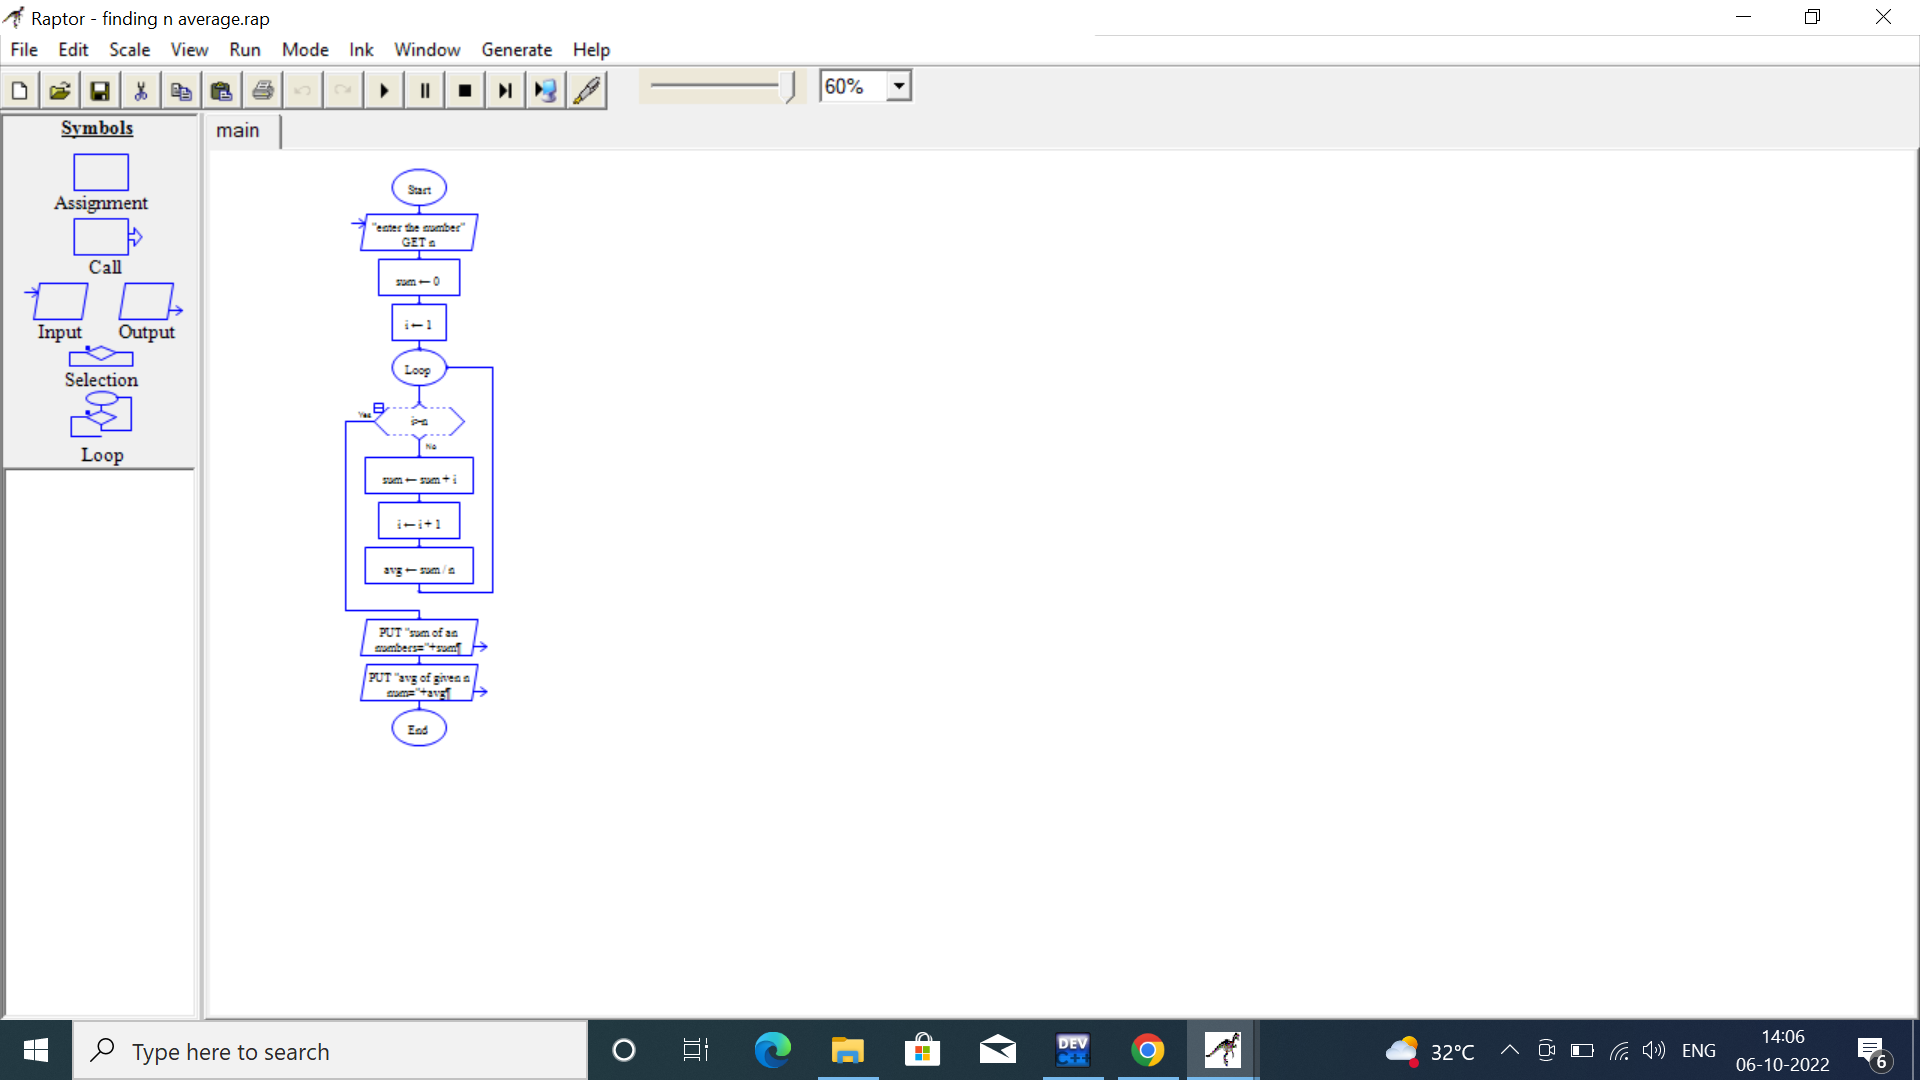 Raptor - finding n average.rap
File Edit Scale View Run Mode Ink Window Generate Help
60%
Symbols
main
Assignment
Call
Input Output
Selection
Loop
Start
"enter the number"
GET n
sum ← 0
i ← 1
Loop
Yes
No
sum ← sum + i
i ← i + 1
avg ← sum / n
PUT "sum of an
numbers="+sum¶
PUT "avg of given n
sum="+avg¶
End
Type here to search
DEV
C++
32°C
ENG
14:06
06-10-2022
6